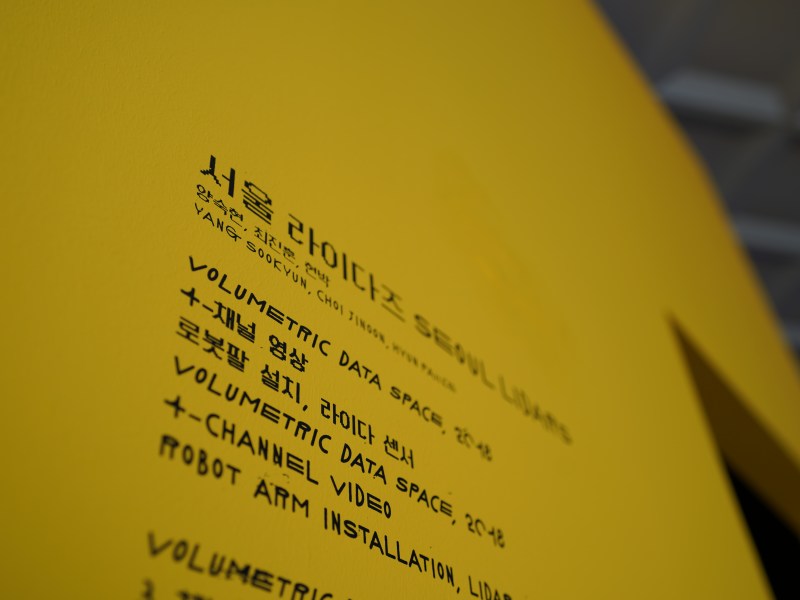 서울 라이다즈 SEOUL LIDARS
양숙현, 최진훈, 현박
YANG SOOKYUN, CHOI JINOON, HYUN PARK
VOLUMETRIC DATA SPACE, 2018
4-채널 영상
로봇팔 설치, 라이다 센서
VOLUMETRIC DATA SPACE, 2018
4-CHANNEL VIDEO
ROBOT ARM INSTALLATION, LIDAR
VOLUMETRIC